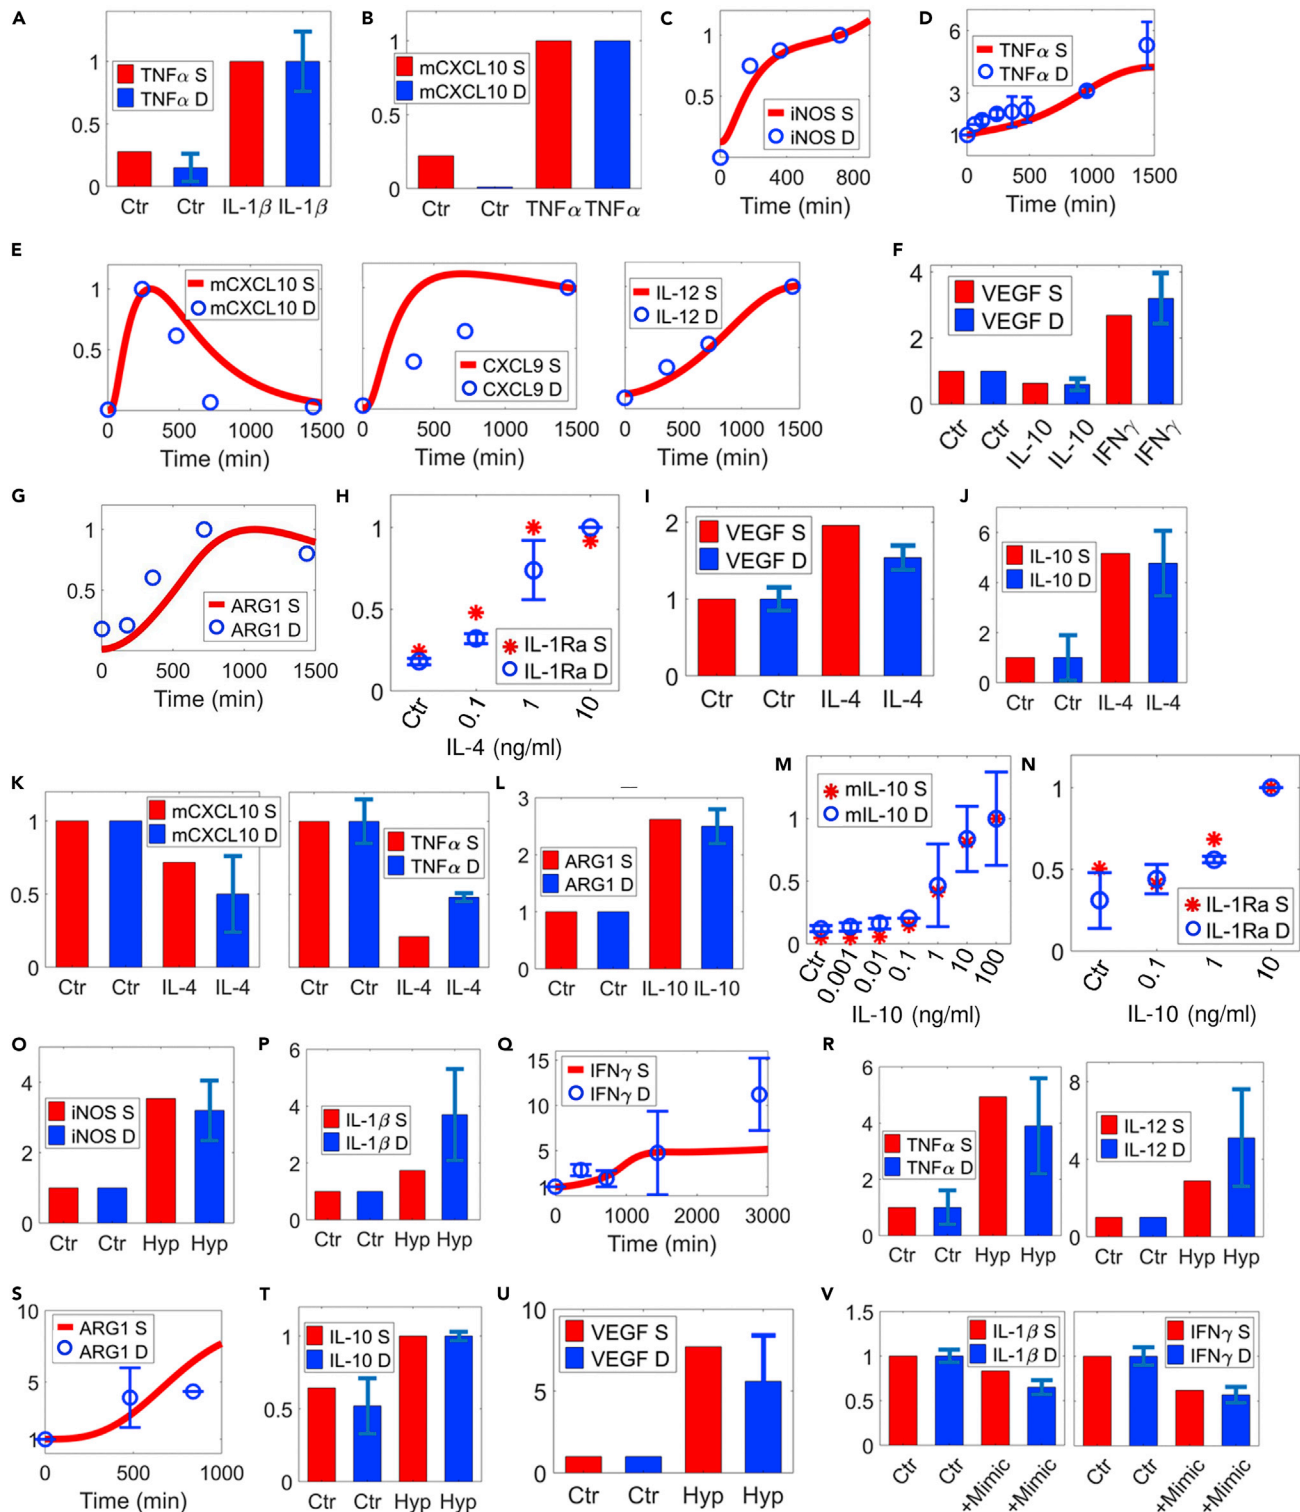 A
1
0.5
0
TNFα S
TNFα D
Ctr Ctr IL-1β IL-1β
B
1
0.5
0
mCXCL10 S
mCXCL10 D
Ctr Ctr TNFα TNFα
C
1
0.5
iNOS S
iNOS D
0 400 800
Time (min)
D
6
3
1
TNFα S
TNFα D
0 500 1000 1500
Time (min)
E
1
0.5
mCXCL10 S
mCXCL10 D
0 500 1000 1500
Time (min)
CXCL9 S
CXCL9 D
0 500 1000 1500
Time (min)
IL-12 S
IL-12 D
0 500 1000 1500
Time (min)
F
4
2
0
VEGF S
VEGF D
Ctr Ctr IL-10 IL-10 IFNγ IFNγ
G
1
0.5
ARG1 S
ARG1 D
0 500 1000 1500
Time (min)
H
1
0.5
0
IL-1Ra S
IL-1Ra D
Ctr 0.1 1 10
IL-4 (ng/ml)
I
2
1
0
VEGF S
VEGF D
Ctr Ctr IL-4 IL-4
J
6
4
2
0
IL-10 S
IL-10 D
Ctr Ctr IL-4 IL-4
K
1
0.5
0
mCXCL10 S
mCXCL10 D
Ctr Ctr IL-4 IL-4
TNFα S
TNFα D
Ctr Ctr IL-4 IL-4
L
3
2
1
0
ARG1 S
ARG1 D
Ctr Ctr IL-10 IL-10
M
1
0.5
0
mIL-10 S
mIL-10 D
Ctr 0.001 0.01 0.1 1 10 100
IL-10 (ng/ml)
N
1
0.5
0
IL-1Ra S
IL-1Ra D
Ctr 0.1 1 10
IL-10 (ng/ml)
O
4
2
0
iNOS S
iNOS D
Ctr Ctr Hyp Hyp
P
6
4
2
0
IL-1β S
IL-1β D
Ctr Ctr Hyp Hyp
Q
15
10
5
1
IFNγ S
IFNγ D
0 1000 2000 3000
Time (min)
R
6
4
2
0
TNFα S
TNFα D
Ctr Ctr Hyp Hyp
8
4
0
IL-12 S
IL-12 D
Ctr Ctr Hyp Hyp
S
10
5
1
ARG1 S
ARG1 D
0 500 1000
Time (min)
T
1
0.5
0
IL-10 S
IL-10 D
Ctr Ctr Hyp Hyp
U
10
5
0
VEGF S
VEGF D
Ctr Ctr Hyp Hyp
V
1.5
1
0.5
0
IL-1β S
IL-1β D
Ctr Ctr +Mimic +Mimic
IFNγ S
IFNγ D
Ctr Ctr +Mimic +Mimic